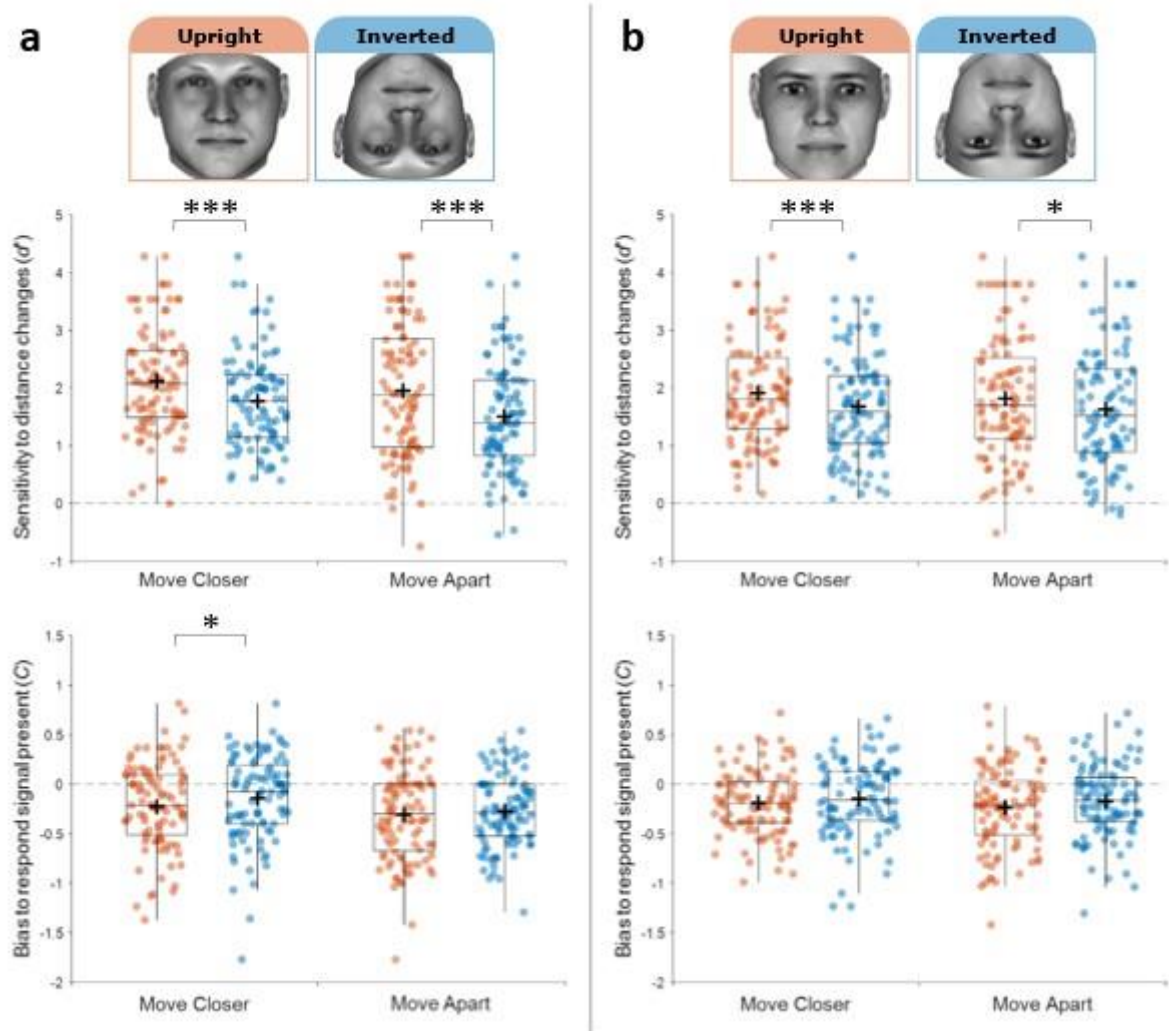 a
Upright
Inverted
***
***
Sensitivity to distance changes (d')
5
4
3
2
1
0
-1
Move Closer
Move Apart
*
Bias to respond signal present (C)
1.5
1
0.5
0
-0.5
-1
-1.5
-2
Move Closer
Move Apart
b
Upright
Inverted
***
*
Sensitivity to distance changes (d')
5
4
3
2
1
0
-1
Move Closer
Move Apart
Bias to respond signal present (C)
1.5
1
0.5
0
-0.5
-1
-1.5
-2
Move Closer
Move Apart